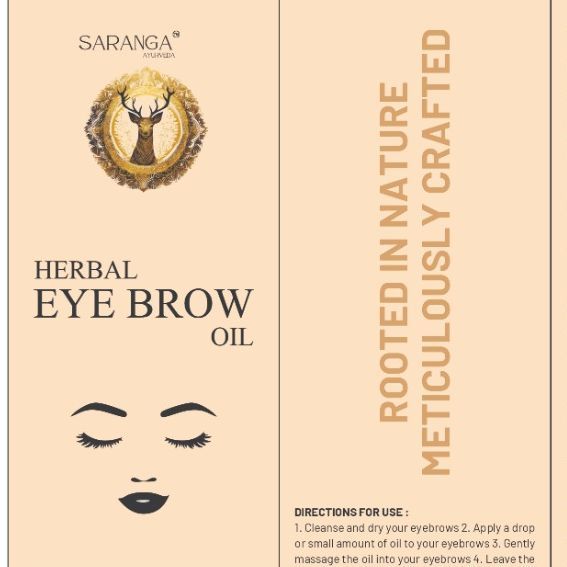 SARANGA
AYURVEDA
HERBAL
EYE BROW
OIL
ROOTED IN NATURE
METICULOUSLY CRAFTED
DIRECTIONS FOR USE :
1. Cleanse and dry your eyebrows 2. Apply a drop
or small amount of oil to your eyebrows 3. Gently
massage the oil into your eyebrows 4. Leave the